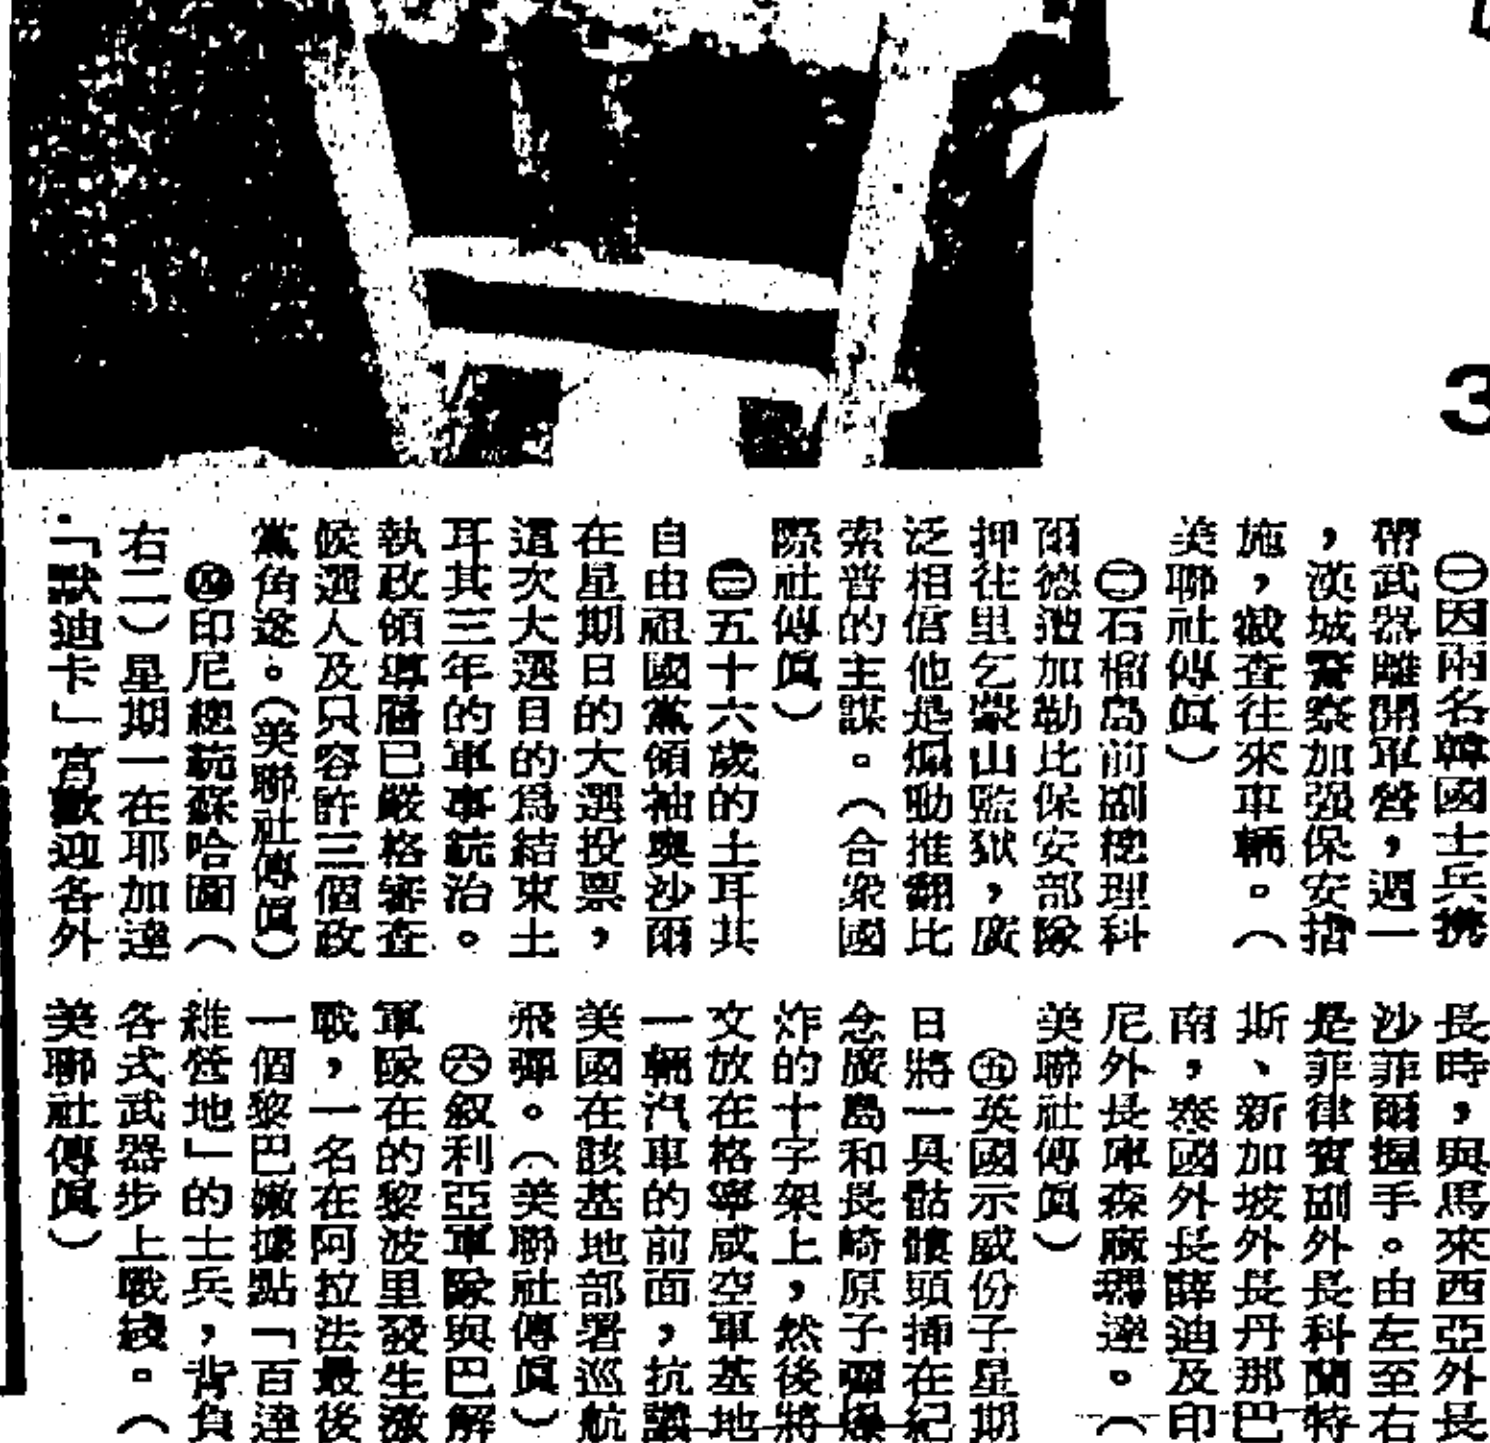 3
㊀因兩名韓國士兵携
帶武器離開軍營，週一
，漢城警察加强保安措
施，截查往來車輛。（
美聯社傳眞）
㊁石榴島前副總理科
爾德遭加勒比保安部隊
押往里乞蒙山監獄，廣
泛相信他是煽動推翻比
索普的主謀。（合衆國
際社傳眞）
㊂五十六歲的土耳其
自由祖國黨領袖奧沙爾
在星期日的大選投票，
這次大選目的爲結束土
耳其三年的軍事統治。
執政領導層已嚴格審查
候選人及只容許三個政
黨角逐。（美聯社傳眞）
㊃印尼總統蘇哈圖（
右二）星期一在耶加達
「默迪卡」宮歡迎各外
長時，與馬來西亞外長
沙菲爾握手。由左至右
是菲律賓副外長科蘭特
斯、新加坡外長丹那巴
南，泰國外長薛迪及印
尼外長庫森廠瑪達。（
美聯社傳眞）
㊄英國示威份子星期
日將一具骷髏頭揷在紀
念廣島和長崎原子彈爆
炸的十字架上，然後將
文放在格寧咸空軍基地
一輛汽車的前面，抗議
美國在該基地部署巡航
飛彈。（美聯社傳眞）
㊅叙利亞軍隊與巴解
軍隊在的黎波里發生激
戰，一名在阿拉法最後
一個黎巴嫩據點「百達
維營地」的士兵，背負
各式武器步上戰綫。（
美聯社傳眞）